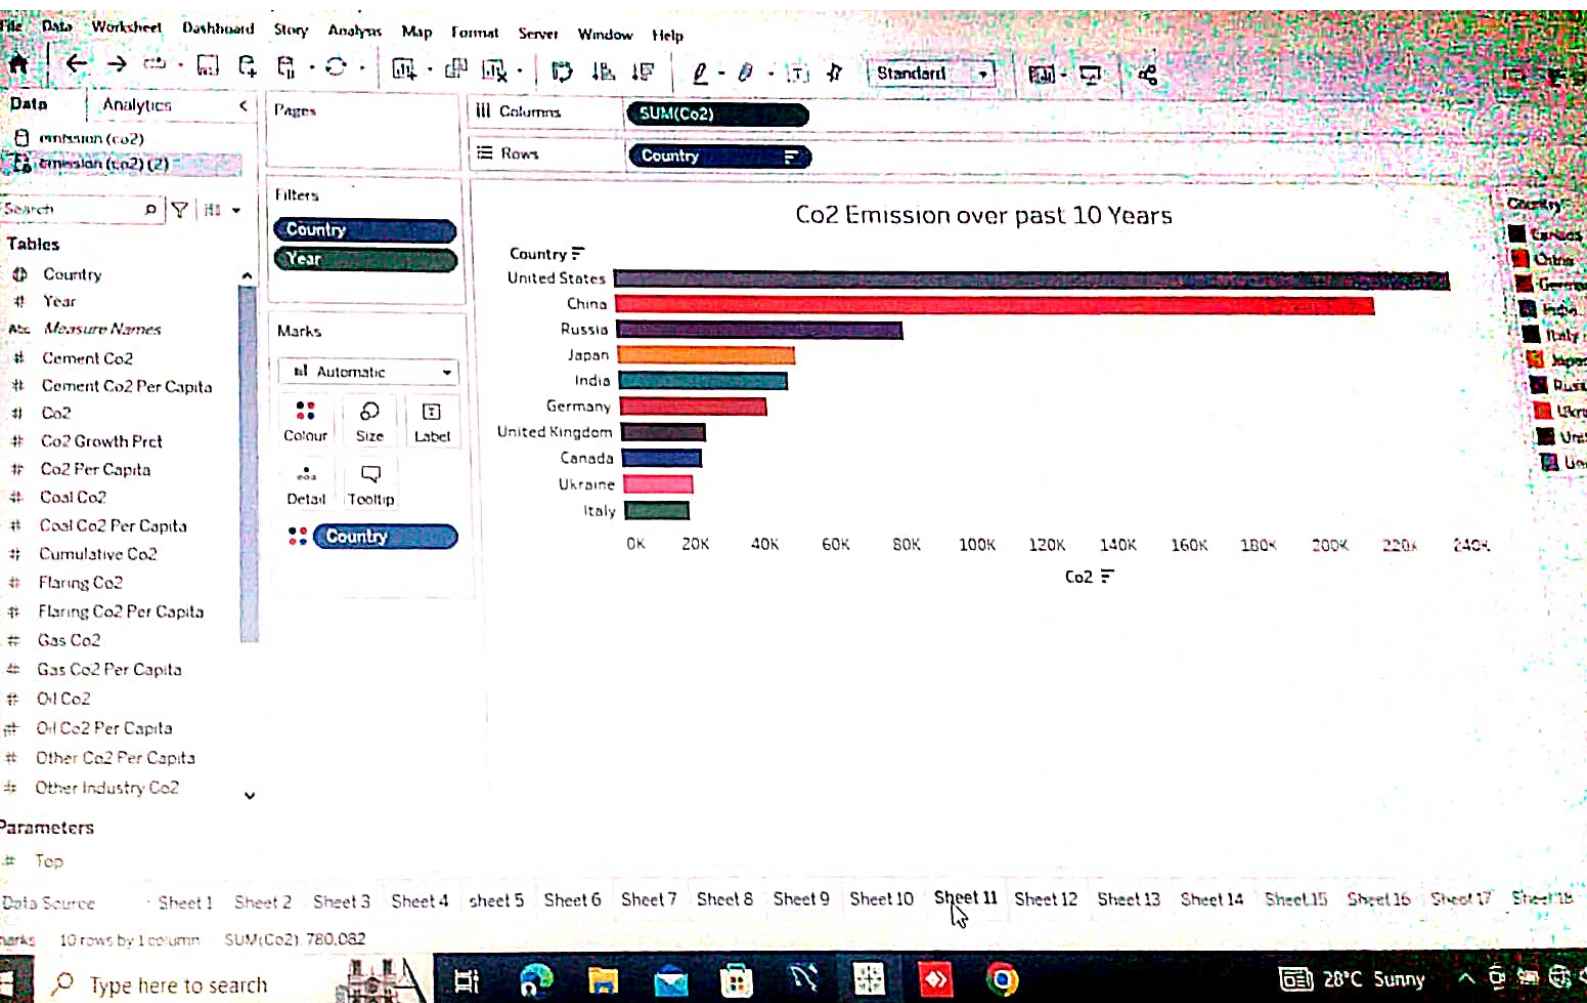 File Data Worksheet Dashboard Story Analysis Map Format Server Window Help
Standard
Data Analytics <
Pages
Columns SUM(Co2)
Rows Country
emission (co2)
emission (co2) (2)
Search
Filters
Country
Year
Tables
Country
Year
Abc Measure Names
Cement Co2
Cement Co2 Per Capita
Co2
Co2 Growth Prct
Co2 Per Capita
Coal Co2
Coal Co2 Per Capita
Cumulative Co2
Flaring Co2
Flaring Co2 Per Capita
Gas Co2
Gas Co2 Per Capita
Oil Co2
Oil Co2 Per Capita
Other Co2 Per Capita
Other Industry Co2
Parameters
Top
Marks
Automatic
Colour Size Label
Detail Tooltip
Country
Co2 Emission over past 10 Years
Country
United States
China
Russia
Japan
India
Germany
United Kingdom
Canada
Ukraine
Italy
0K 20K 40K 60K 80K 100K 120K 140K 160K 180K 200K 220K 240K
Co2
Country
Canada
China
India
Italy
Data Source Sheet 1 Sheet 2 Sheet 3 Sheet 4 sheet 5 Sheet 6 Sheet 7 Sheet 8 Sheet 9 Sheet 10 Sheet 11 Sheet 12 Sheet 13 Sheet 14 Sheet 15 Sheet 16 Sheet 17 Sheet 18
marks 10 rows by 1 column SUM(Co2): 780,082
Type here to search
28°C Sunny